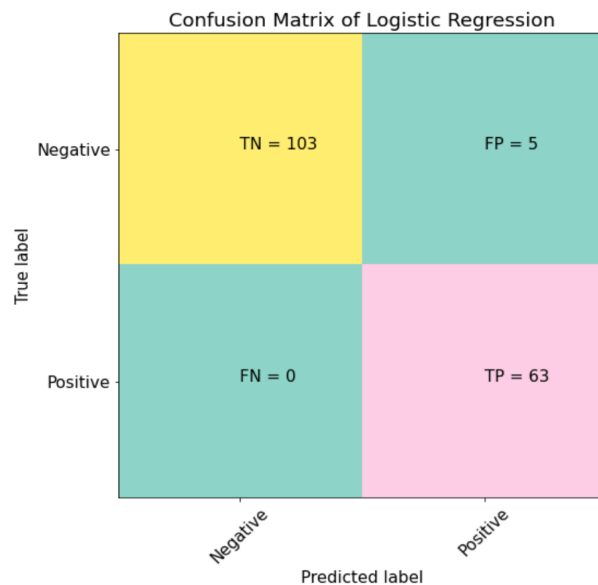 Confusion Matrix of Logistic Regression
Negative
TN = 103
FP = 5
True label
Positive
FN = 0
TP = 63
Negative
Positive
Predicted label